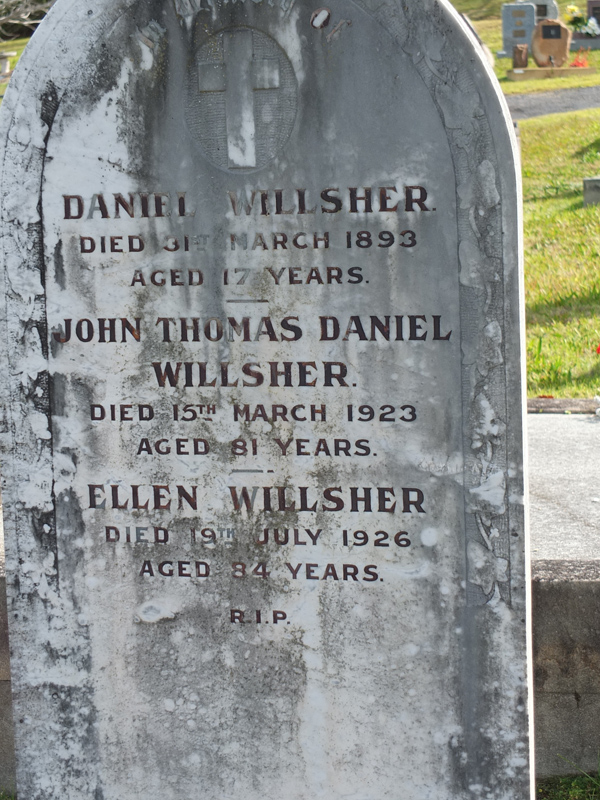 DANIEL WILLSHER.
DIED 31ST MARCH 1893
AGED 17 YEARS.
JOHN THOMAS DANIEL
WILLSHER.
DIED 15TH MARCH 1923
AGED 81 YEARS.
ELLEN WILLSHER
DIED 19TH JULY 1926
AGED 84 YEARS.
R.I.P.